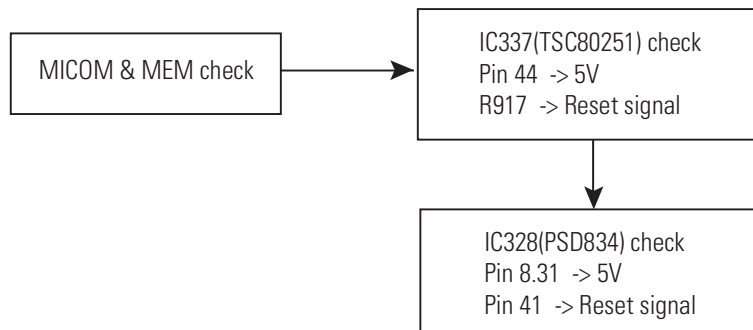 MICOM & MEM check
IC337(TSC80251) check
Pin 44 -> 5V
R917 -> Reset signal
IC328(PSD834) check
Pin 8.31 -> 5V
Pin 41 -> Reset signal